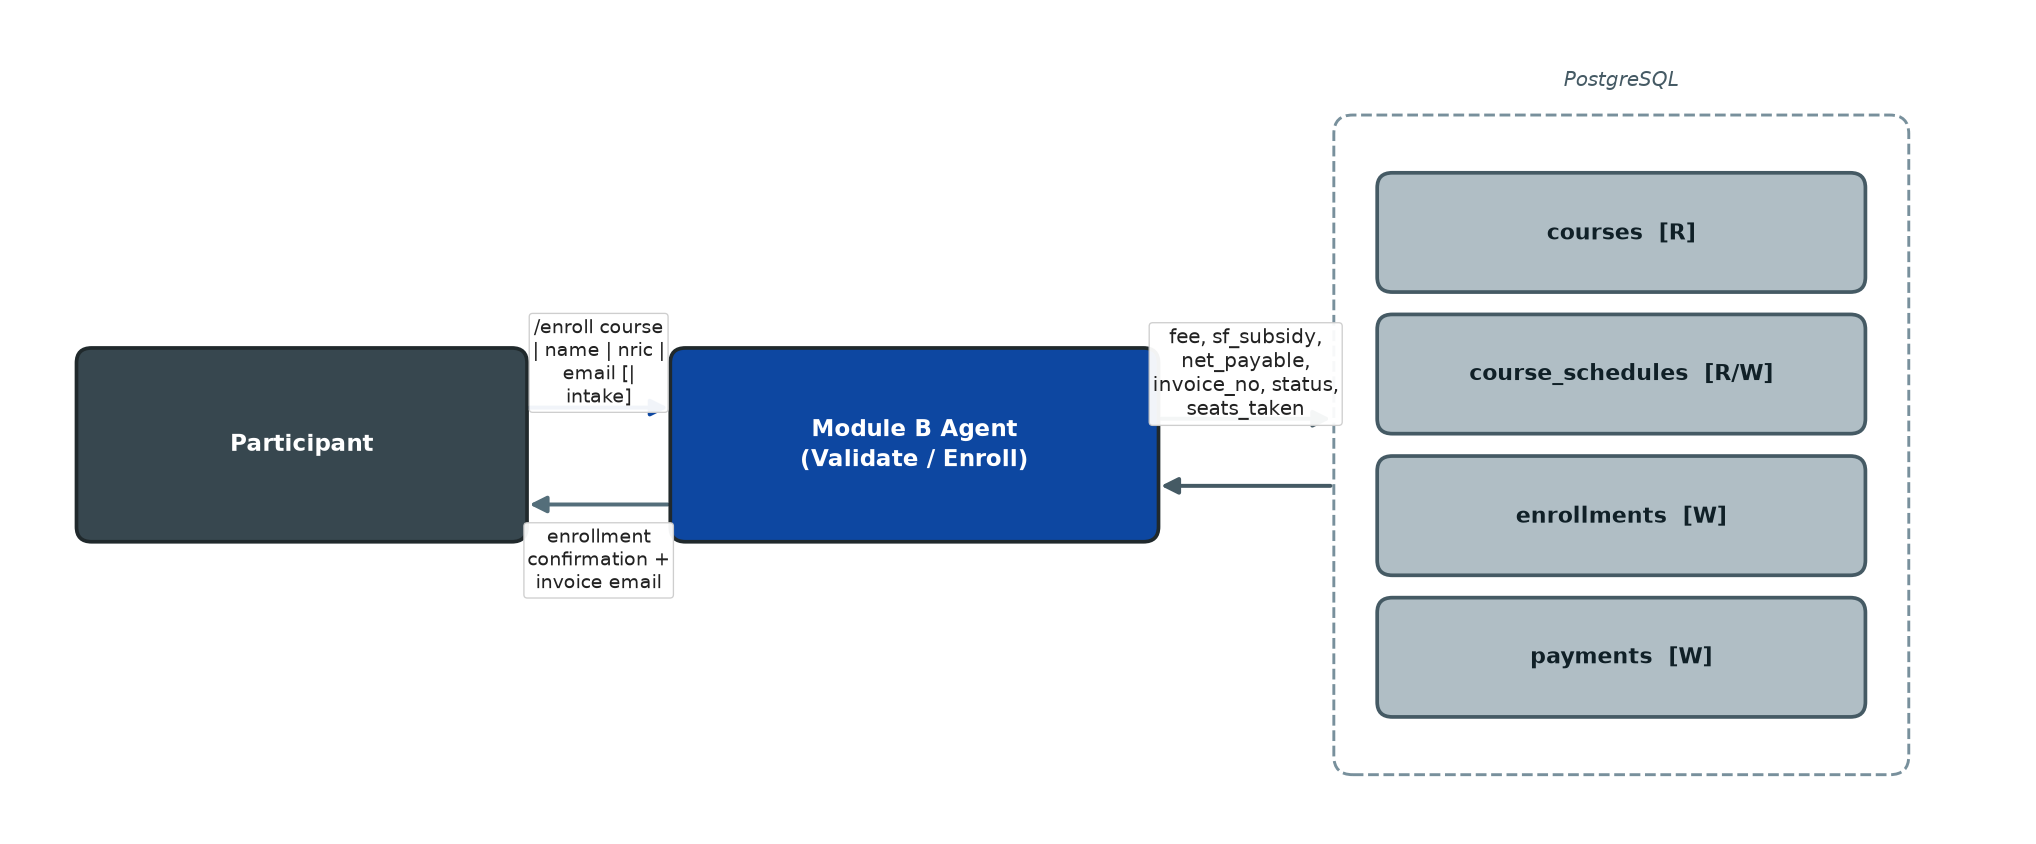 PostgreSQL
courses  [R]
/enroll course
| name | nric |
email [|
intake]
fee, sf_subsidy,
net_payable,
invoice_no, status,
seats_taken
course_schedules  [R/W]
Participant
Module B Agent
(Validate / Enroll)
enrollments  [W]
enrollment
confirmation +
invoice email
payments  [W]